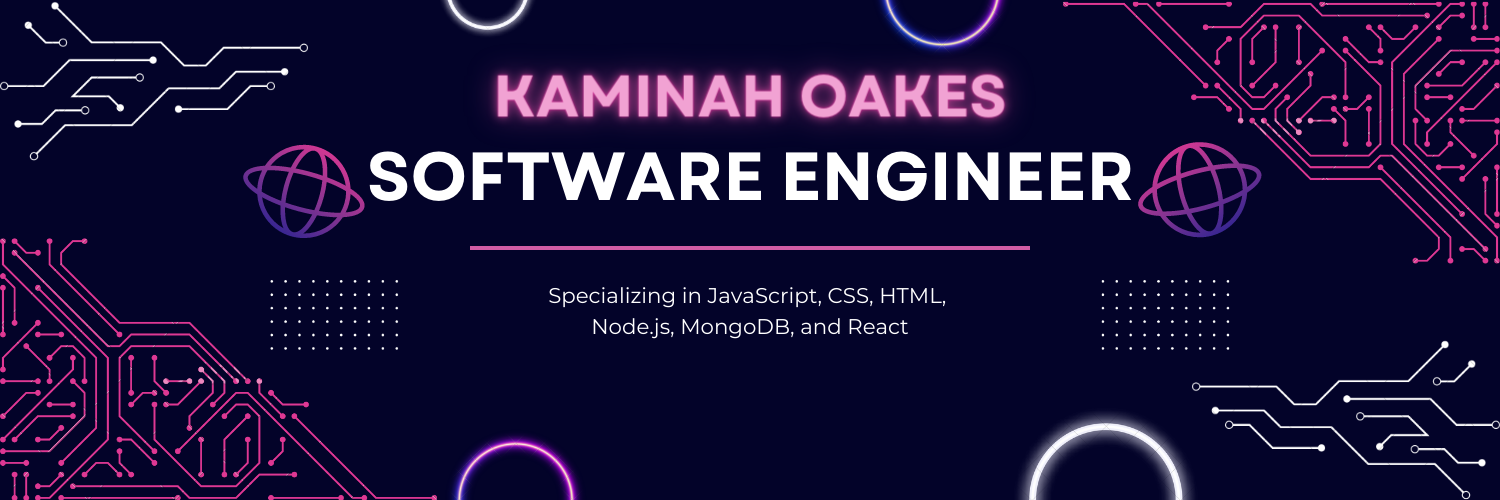 KAMINAH OAKES
SOFTWARE ENGINEER
Specializing in JavaScript, CSS, HTML,
Node.js, MongoDB, and React